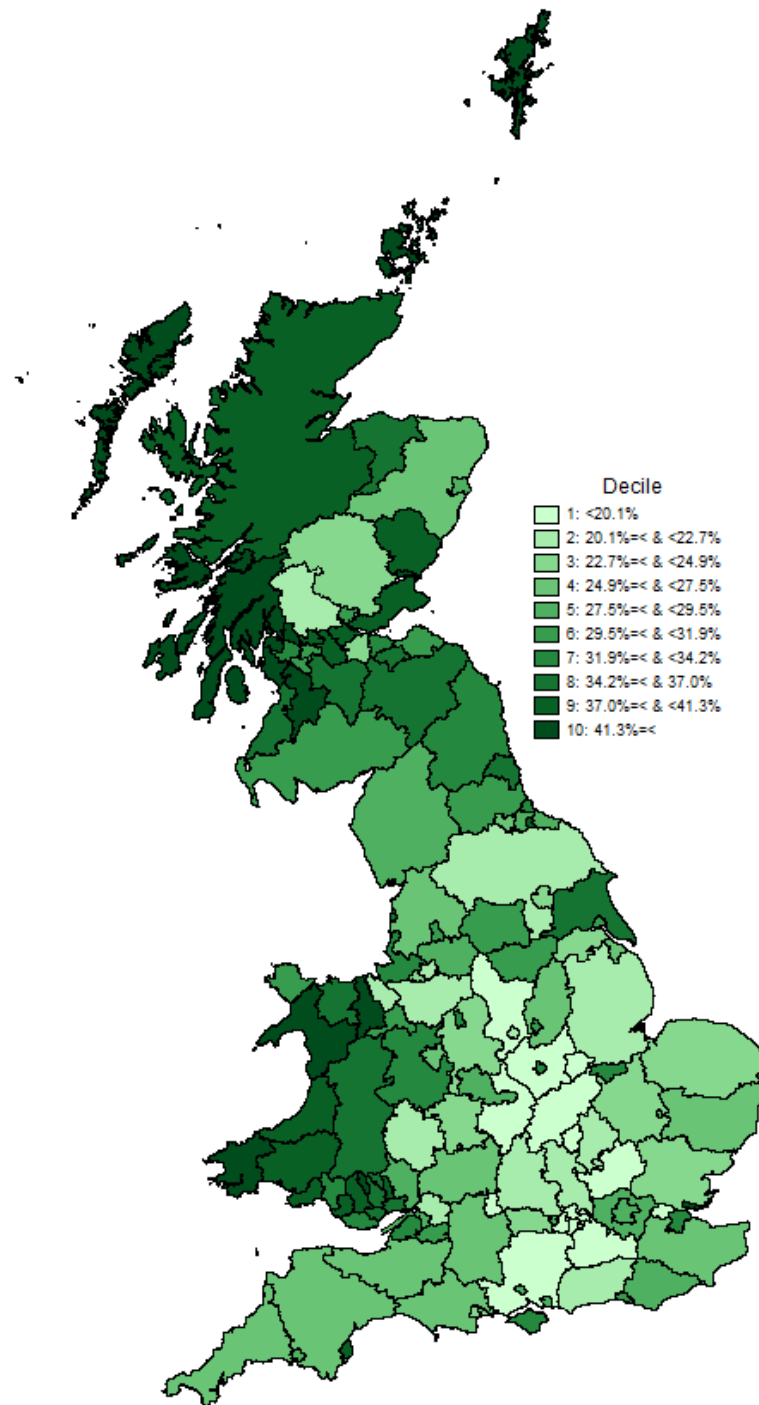 Decile
1: <20.1%
2: 20.1%=< & <22.7%
3: 22.7%=< & <24.9%
4: 24.9%=< & <27.5%
5: 27.5%=< & <29.5%
6: 29.5%=< & <31.9%
7: 31.9%=< & <34.2%
8: 34.2%=< & 37.0%
9: 37.0%=< & <41.3%
10: 41.3%=<